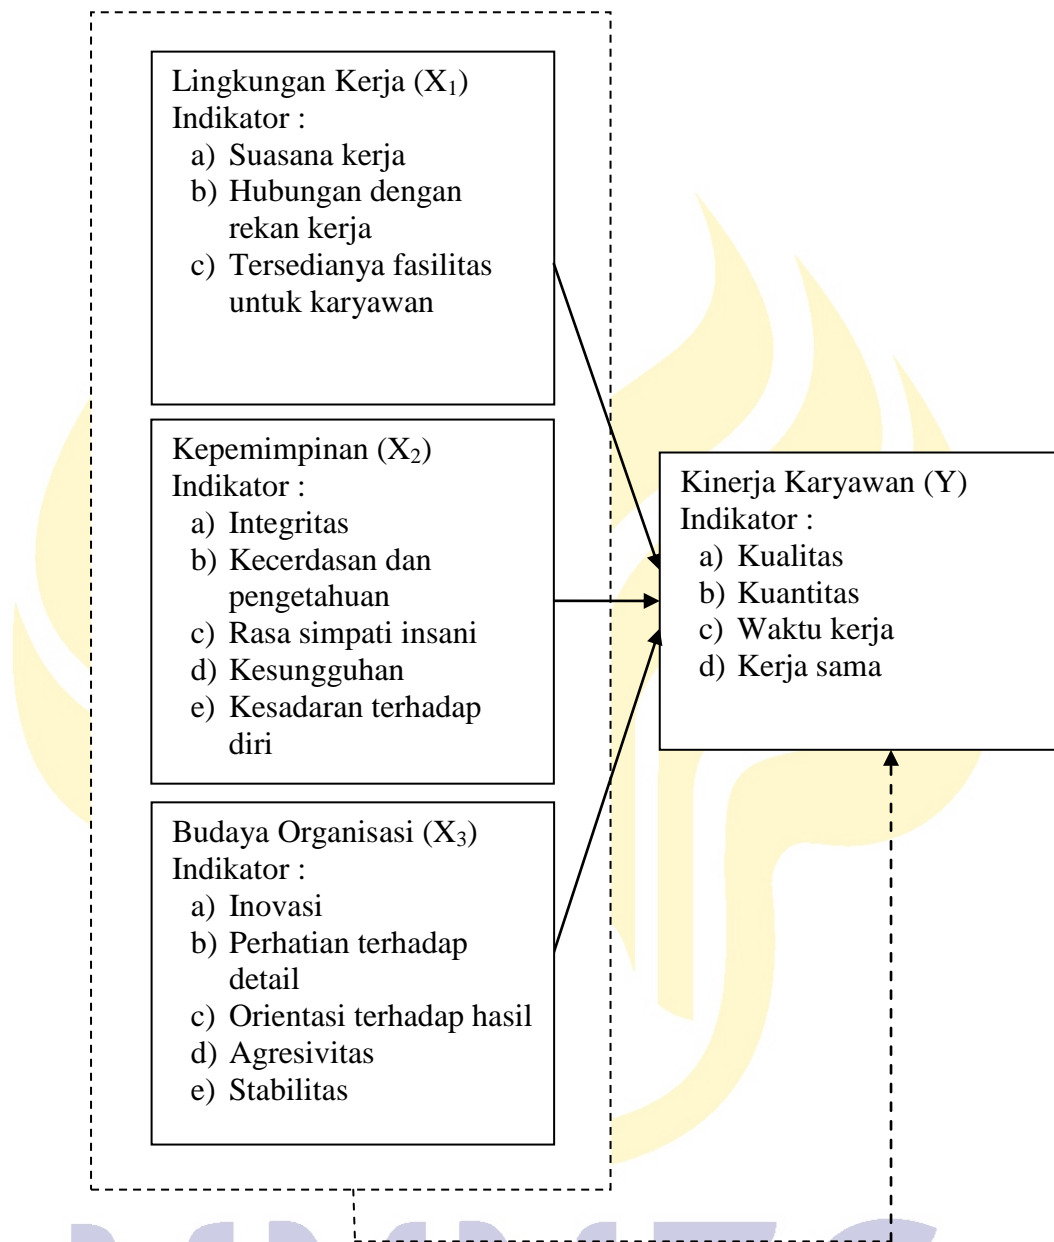 Lingkungan Kerja (X₁)
Indikator :
a) Suasana kerja
b) Hubungan dengan
rekan kerja
c) Tersedianya fasilitas
untuk karyawan
Kepemimpinan (X₂)
Indikator :
a) Integritas
b) Kecerdasan dan
pengetahuan
c) Rasa simpati insani
d) Kesungguhan
e) Kesadaran terhadap
diri
Budaya Organisasi (X₃)
Indikator :
a) Inovasi
b) Perhatian terhadap
detail
c) Orientasi terhadap hasil
d) Agresivitas
e) Stabilitas
Kinerja Karyawan (Y)
Indikator :
a) Kualitas
b) Kuantitas
c) Waktu kerja
d) Kerja sama